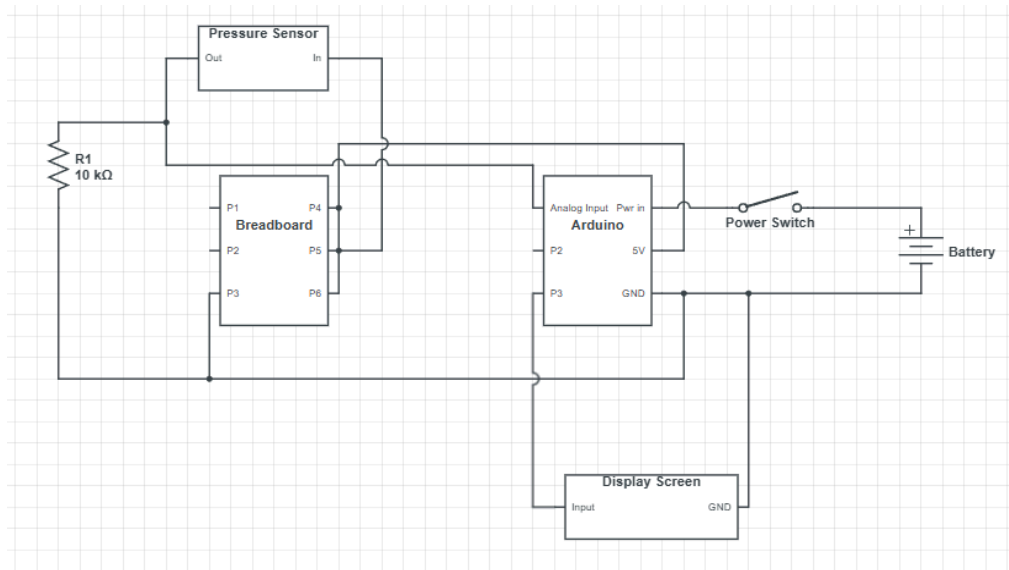 Pressure Sensor
Out In
R1
10 kΩ
P1 P4
Breadboard
P2 P5
P3 P6
Analog Input Pwr in
Arduino
P2 5V
P3 GND
Power Switch
+
Battery
Display Screen
Input GND